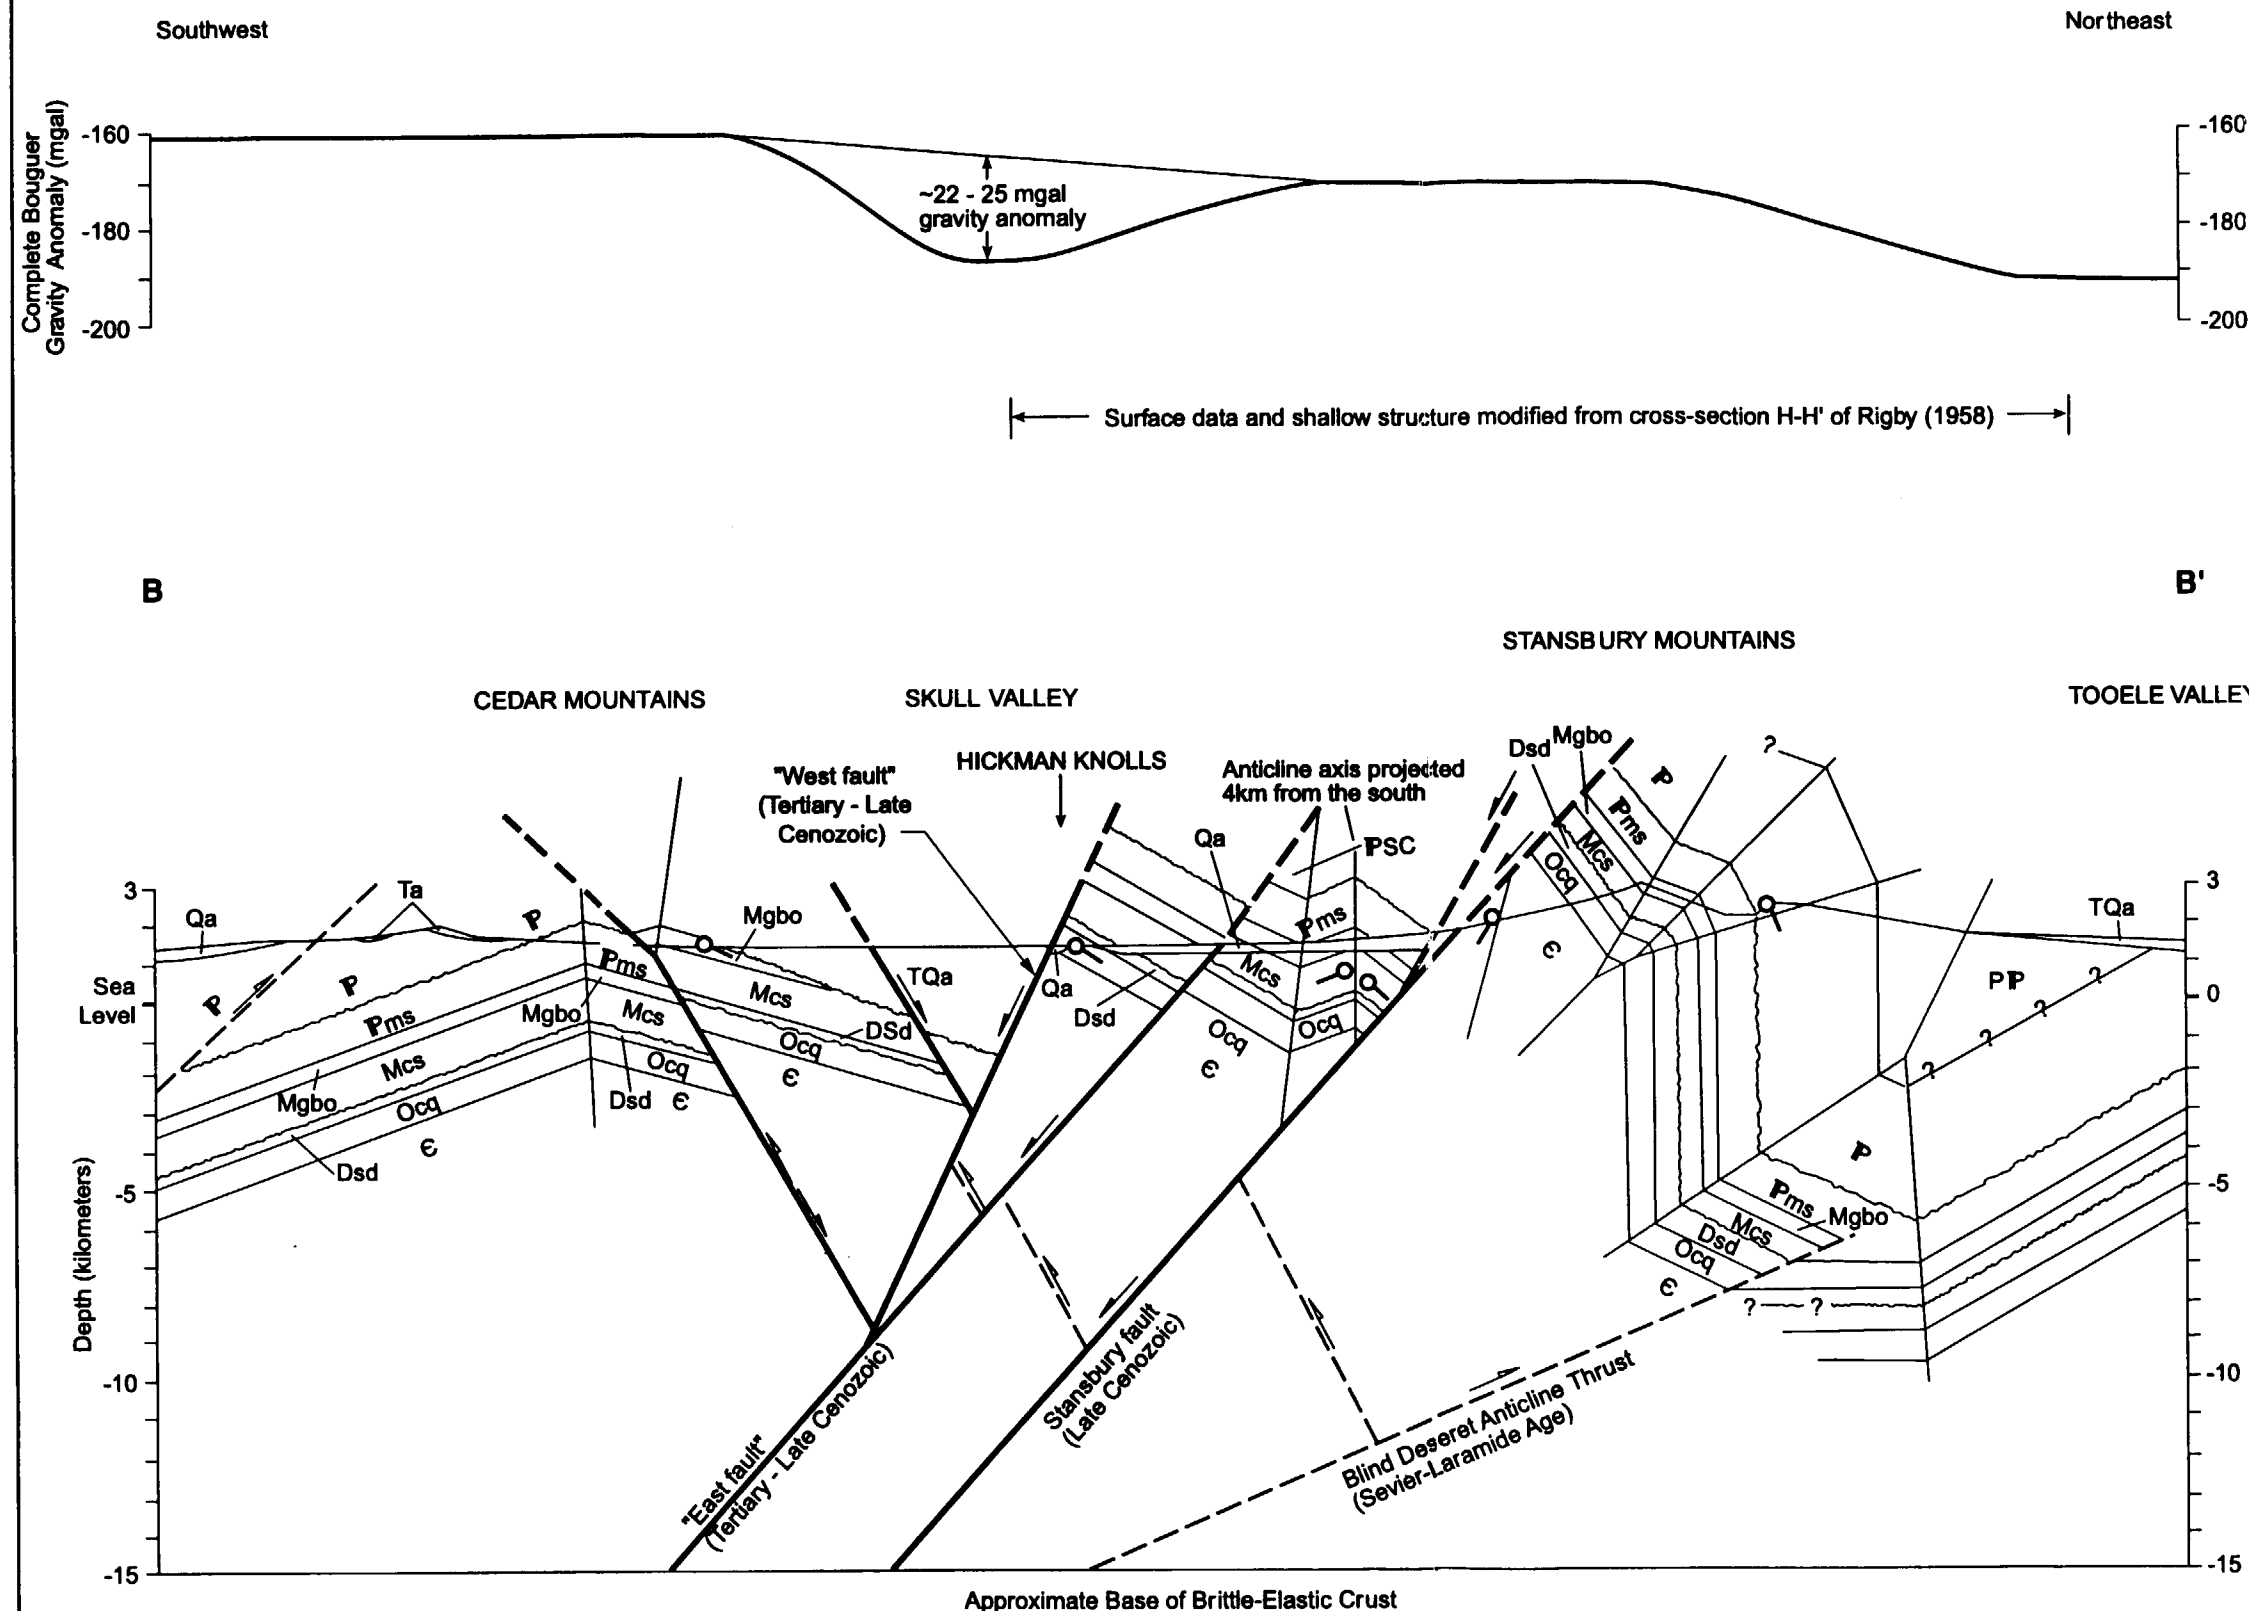 Southwest
Northeast
Complete Bouguer
Gravity Anomaly (mgal)
-160
-180
-200
-160
-180
-200
~22 - 25 mgal
gravity anomaly
Surface data and shallow structure modified from cross-section H-H' of Rigby (1958)
B
B'
STANSBURY MOUNTAINS
CEDAR MOUNTAINS
SKULL VALLEY
TOOELE VALLEY
HICKMAN KNOLLS
"West fault"
(Tertiary - Late
Cenozoic)
Anticline axis projected
4km from the south
Dsd
Mgbo
Qa
ℙSC
ℙ
ℙms
Mcs
Ocq
?
3
Sea
Level
-5
-10
-15
Depth (kilometers)
3
0
-5
-10
-15
Qa
Ta
ℙ
ℙ
ℙ
ℙms
Mgbo
Mcs
Ocq
Є
Dsd
ℙms
Mgbo
Mcs
Ocq
Dsd
Є
Mgbo
Mcs
DSd
Ocq
Є
TQa
Qa
Dsd
Mcs
ℙms
Ocq
Ocq
Є
Є
TQa
Pℙ
?
?
?
?
ℙ
ℙms
Mgbo
Mcs
Dsd
Ocq
Є
?
?
"East fault"
(Tertiary - Late Cenozoic)
Stansbury fault
(Late Cenozoic)
Blind Deseret Anticline Thrust
(Sevier-Laramide Age)
Approximate Base of Brittle-Elastic Crust